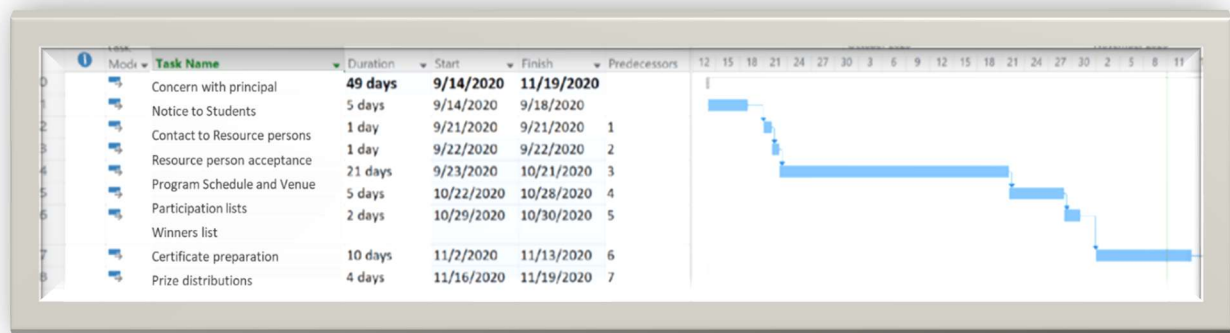 Mode Task Name Duration Start Finish Predecessors 12 15 18 21 24 27 30 3 6 9 12 15 18 21 24 27 30 2 5 8 11
0 Concern with principal 49 days 9/14/2020 11/19/2020
1 Notice to Students 5 days 9/14/2020 9/18/2020
2 Contact to Resource persons 1 day 9/21/2020 9/21/2020 1
3 Resource person acceptance 1 day 9/22/2020 9/22/2020 2
4 Program Schedule and Venue 21 days 9/23/2020 10/21/2020 3
5 Participation lists 5 days 10/22/2020 10/28/2020 4
6 Winners list 2 days 10/29/2020 10/30/2020 5
7 Certificate preparation 10 days 11/2/2020 11/13/2020 6
8 Prize distributions 4 days 11/16/2020 11/19/2020 7